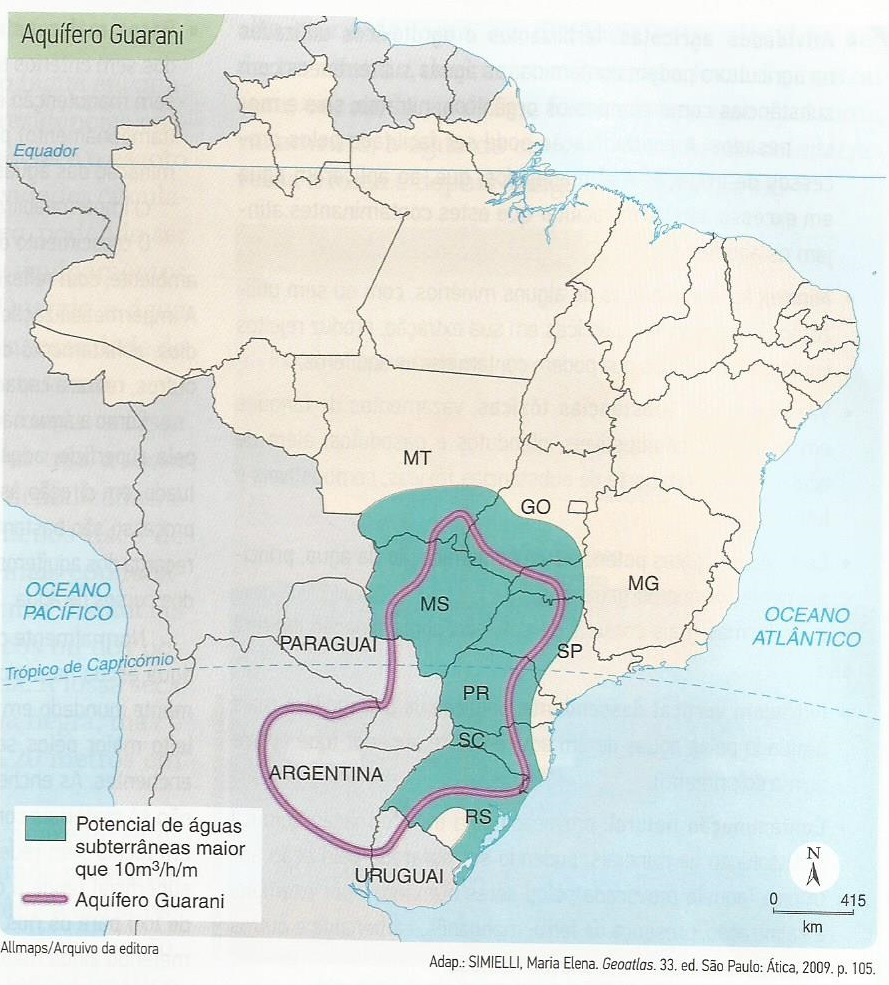 Aquífero Guarani
Equador
MT
GO
MG
MS
OCEANO
PACÍFICO
OCEANO
ATLÂNTICO
PARAGUAI
SP
Trópico de Capricórnio
PR
SC
ARGENTINA
RS
URUGUAI
Potencial de águas
subterrâneas maior
que 10m³/h/m
Aquífero Guarani
N
0 415
km
Allmaps/Arquivo da editora
Adap.: SIMIELLI, Maria Elena. Geoatlas. 33. ed. São Paulo: Ática, 2009. p. 105.